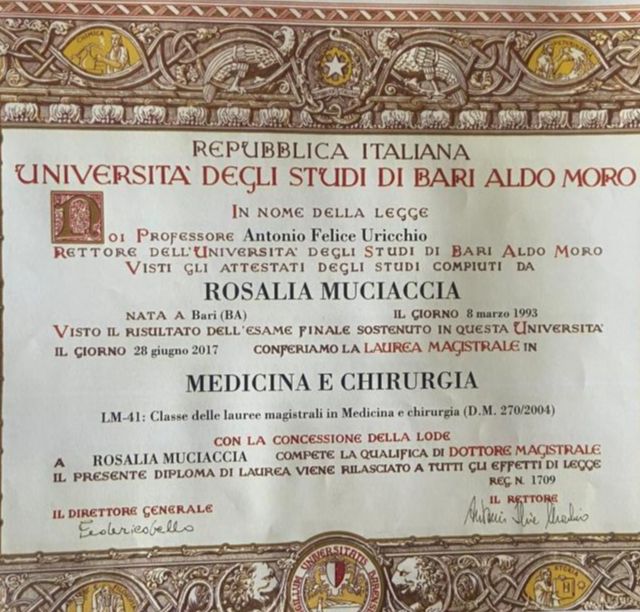 REPUBBLICA ITALIANA
UNIVERSITA' DEGLI STUDI DI BARI ALDO MORO
IN NOME DELLA LEGGE
NOI PROFESSORE Antonio Felice Uricchio
RETTORE DELL'UNIVERSITA' DEGLI STUDI DI BARI ALDO MORO
VISTI GLI ATTESTATI DEGLI STUDI COMPIUTI DA
ROSALIA MUCIACCIA
NATA A Bari (BA) IL GIORNO 8 marzo 1993
VISTO IL RISULTATO DELL'ESAME FINALE SOSTENUTO IN QUESTA UNIVERSITA'
IL GIORNO 28 giugno 2017 CONFERIAMO LA LAUREA MAGISTRALE IN
MEDICINA E CHIRURGIA
LM-41: Classe delle lauree magistrali in Medicina e chirurgia (D.M. 270/2004)
CON LA CONCESSIONE DELLA LODE
A ROSALIA MUCIACCIA COMPETE LA QUALIFICA DI DOTTORE MAGISTRALE
IL PRESENTE DIPLOMA DI LAUREA VIENE RILASCIATO A TUTTI GLI EFFETTI DI LEGGE
REG. N. 1709
IL DIRETTORE GENERALE IL RETTORE